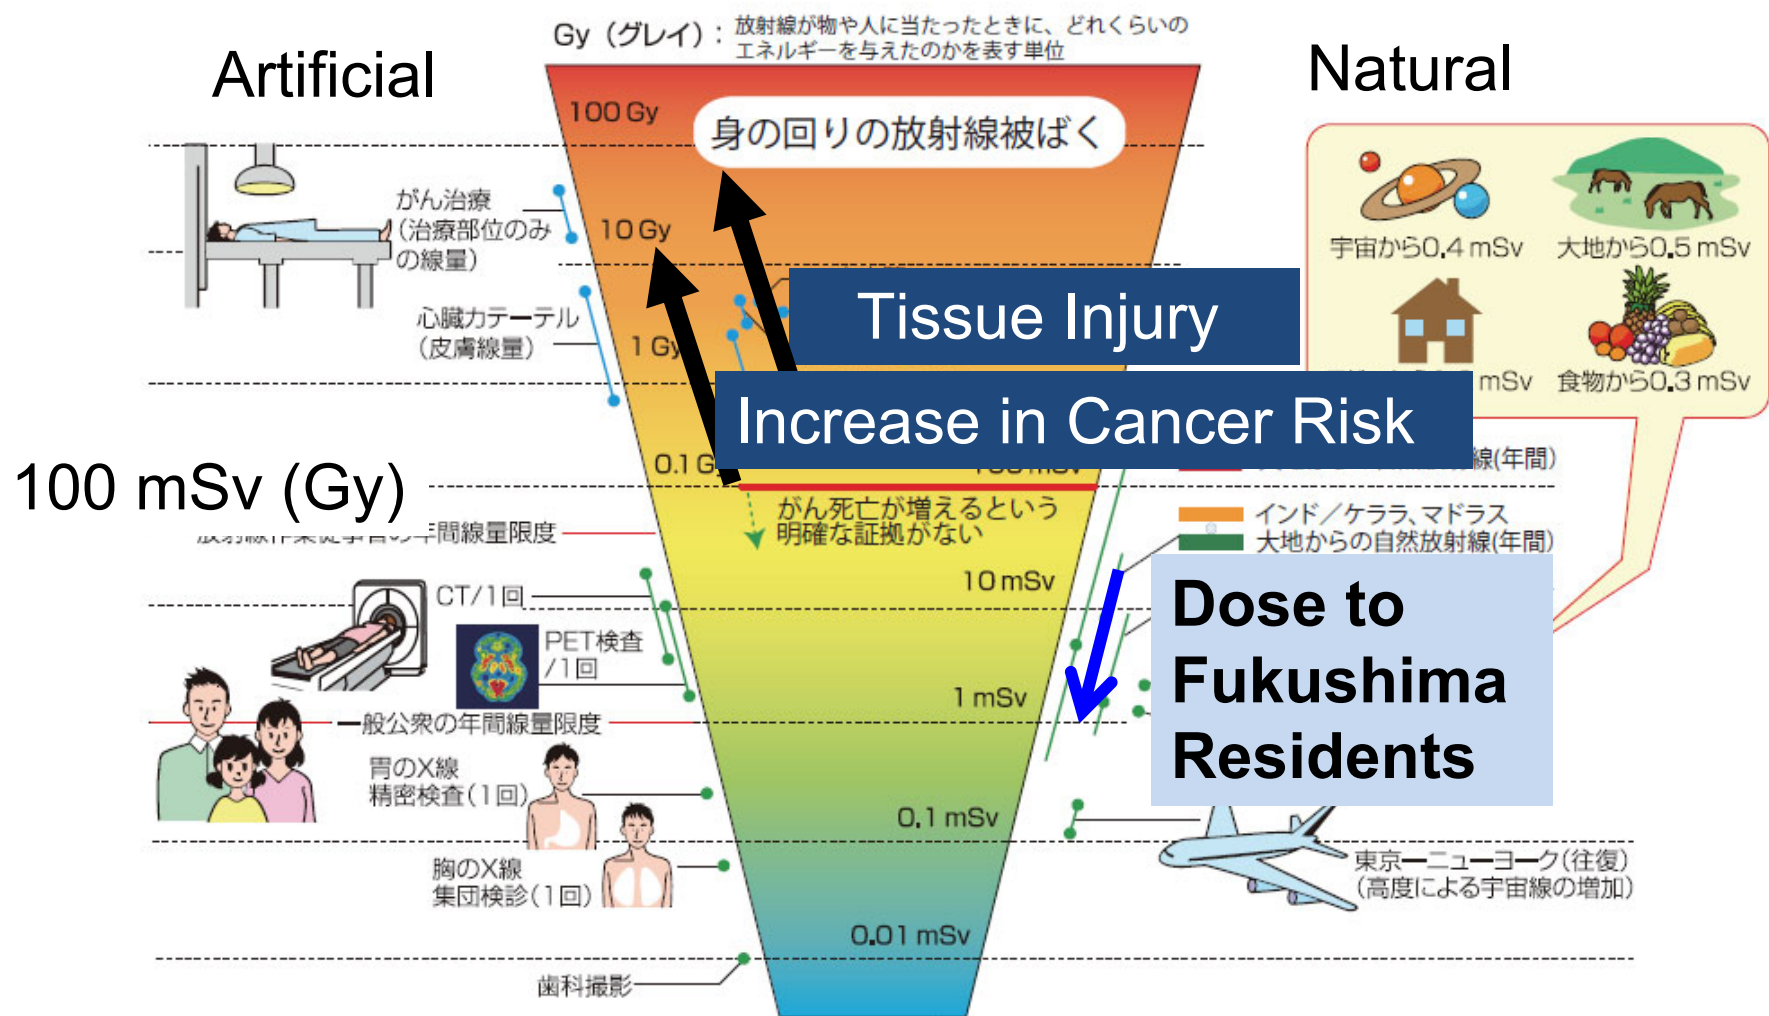 Gy（グレイ）：放射線が物や人に当たったときに、どれくらいの
エネルギーを与えたのかを表す単位
Artificial
Natural
100 Gy
身の回りの放射線被ばく
がん治療
（治療部位のみ
の線量）
10 Gy
宇宙から0.4 mSv
大地から0.5 mSv
心臓カテーテル
（皮膚線量）
1 Gy
Tissue Injury
mSv
食物から0.3 mSv
Increase in Cancer Risk
0.1 G
線(年間)
100 mSv (Gy)
がん死亡が増えるという
明確な証拠がない
インド／ケララ、マドラス
大地からの自然放射線(年間)
年間線量限度
10 mSv
CT/1回
PET検査
/1回
Dose to
Fukushima
Residents
1 mSv
一般公衆の年間線量限度
胃のX線
精密検査(1回)
0.1 mSv
胸のX線
集団検診(1回)
東京ーニューヨーク(往復)
(高度による宇宙線の増加)
0.01 mSv
歯科撮影